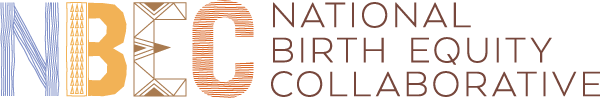 NBEC
NATIONAL
BIRTH EQUITY
COLLABORATIVE